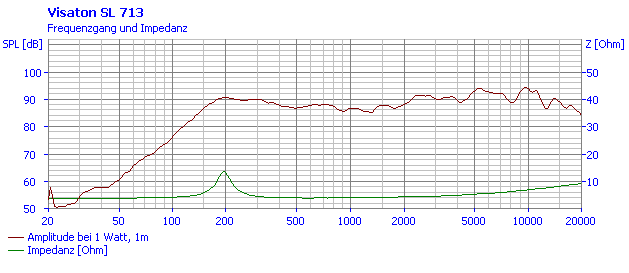 Visaton SL 713
Frequenzgang und Impedanz
SPL [dB] Z [Ohm]
100 50
90 40
80 30
70 20
60 10
50
20 50 100 200 500 1000 2000 5000 10000 20000
Amplitude bei 1 Watt, 1m
Impedanz [Ohm]